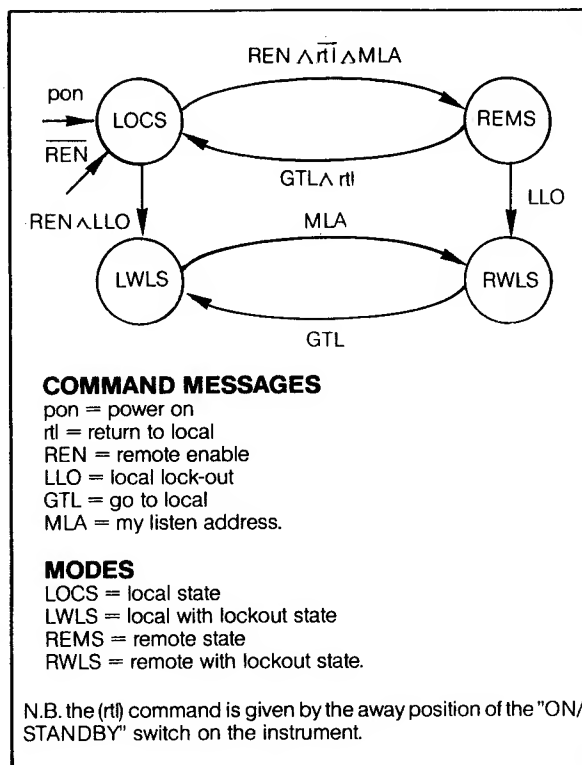 REN ∧ r̅t̅l̅ ∧ MLA
pon
LOCS
REMS
R̅E̅N̅
GTL∧ rtl
LLO
REN∧LLO
MLA
LWLS
RWLS
GTL
COMMAND MESSAGES
pon = power on
rtl = return to local
REN = remote enable
LLO = local lock-out
GTL = go to local
MLA = my listen address.
MODES
LOCS = local state
LWLS = local with lockout state
REMS = remote state
RWLS = remote with lockout state.
N.B. the (rtl) command is given by the away position of the "ON/
STANDBY" switch on the instrument.